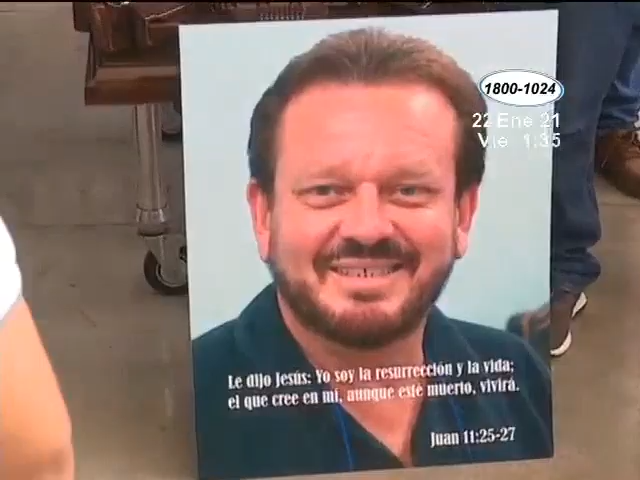 1800-1024
22 Ene 21
Vie 1:35
Le dijo Jesús: Yo soy la resurrección y la vida;
el que cree en mi, aunque esté muerto, vivirá.
Juan 11:25-27